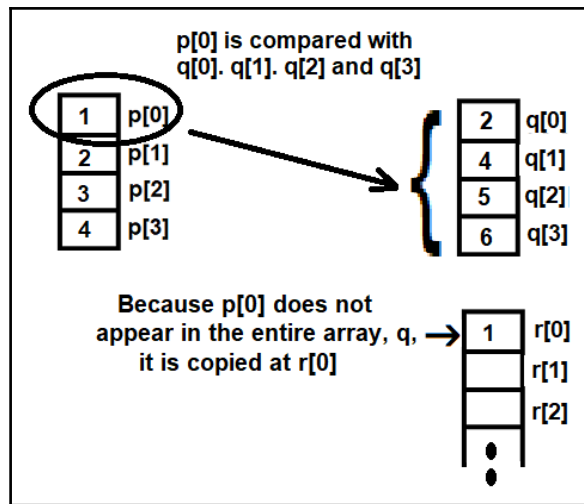 p[0] is compared with
q[0]. q[1]. q[2] and q[3]
1 p[0]
2 p[1]
3 p[2]
4 p[3]
2 q[0]
4 q[1]
5 q[2]
6 q[3]
Because p[0] does not
appear in the entire array, q,
it is copied at r[0]
1 r[0]
r[1]
r[2]